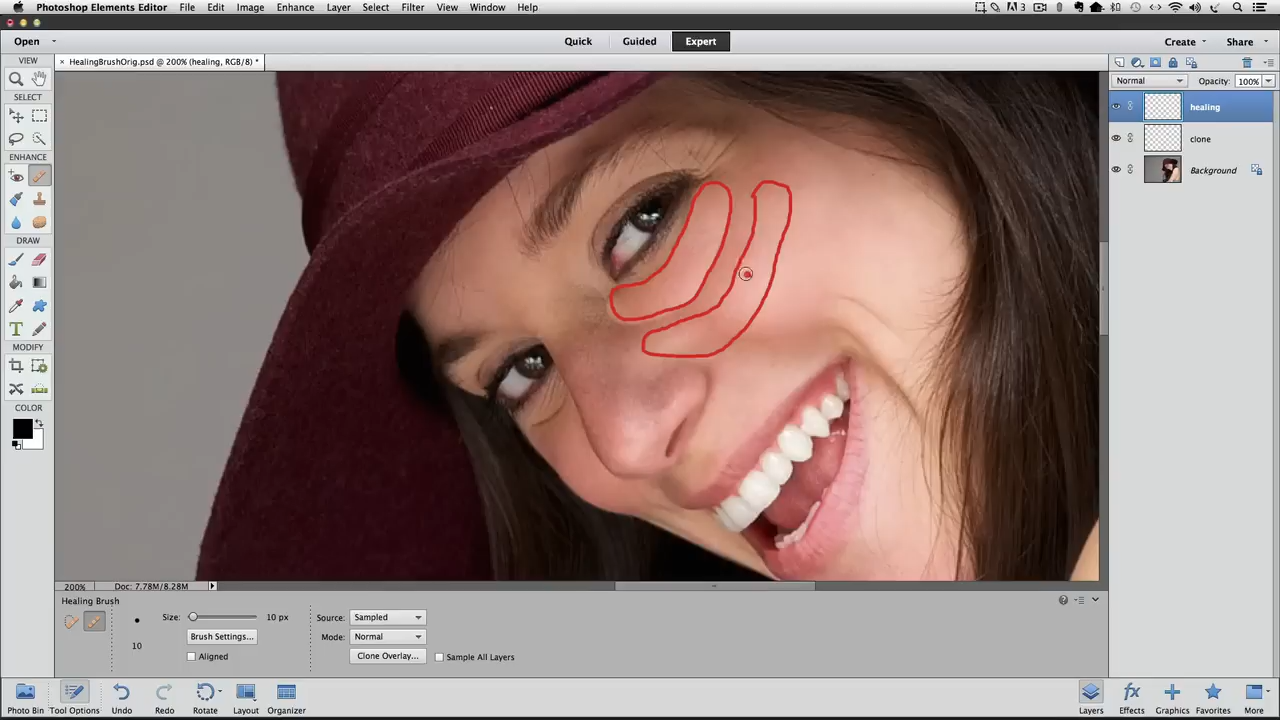 Photoshop Elements Editor File Edit Image Enhance Layer Select Filter View Window Help 3
Open Quick Guided Expert Create Share
VIEW
× HealingBrushOrig.psd @ 200% (healing, RGB/8) *
SELECT
ENHANCE
DRAW
T
MODIFY
COLOR
Normal Opacity: 100%
healing
clone
Background
200% Doc: 7.78M/8.28M
Healing Brush
Size: 10 px
10
Brush Settings...
Aligned
Source: Sampled
Mode: Normal
Clone Overlay... Sample All Layers
Photo Bin Tool Options Undo Redo Rotate Layout Organizer Layers fx Effects Graphics Favorites More